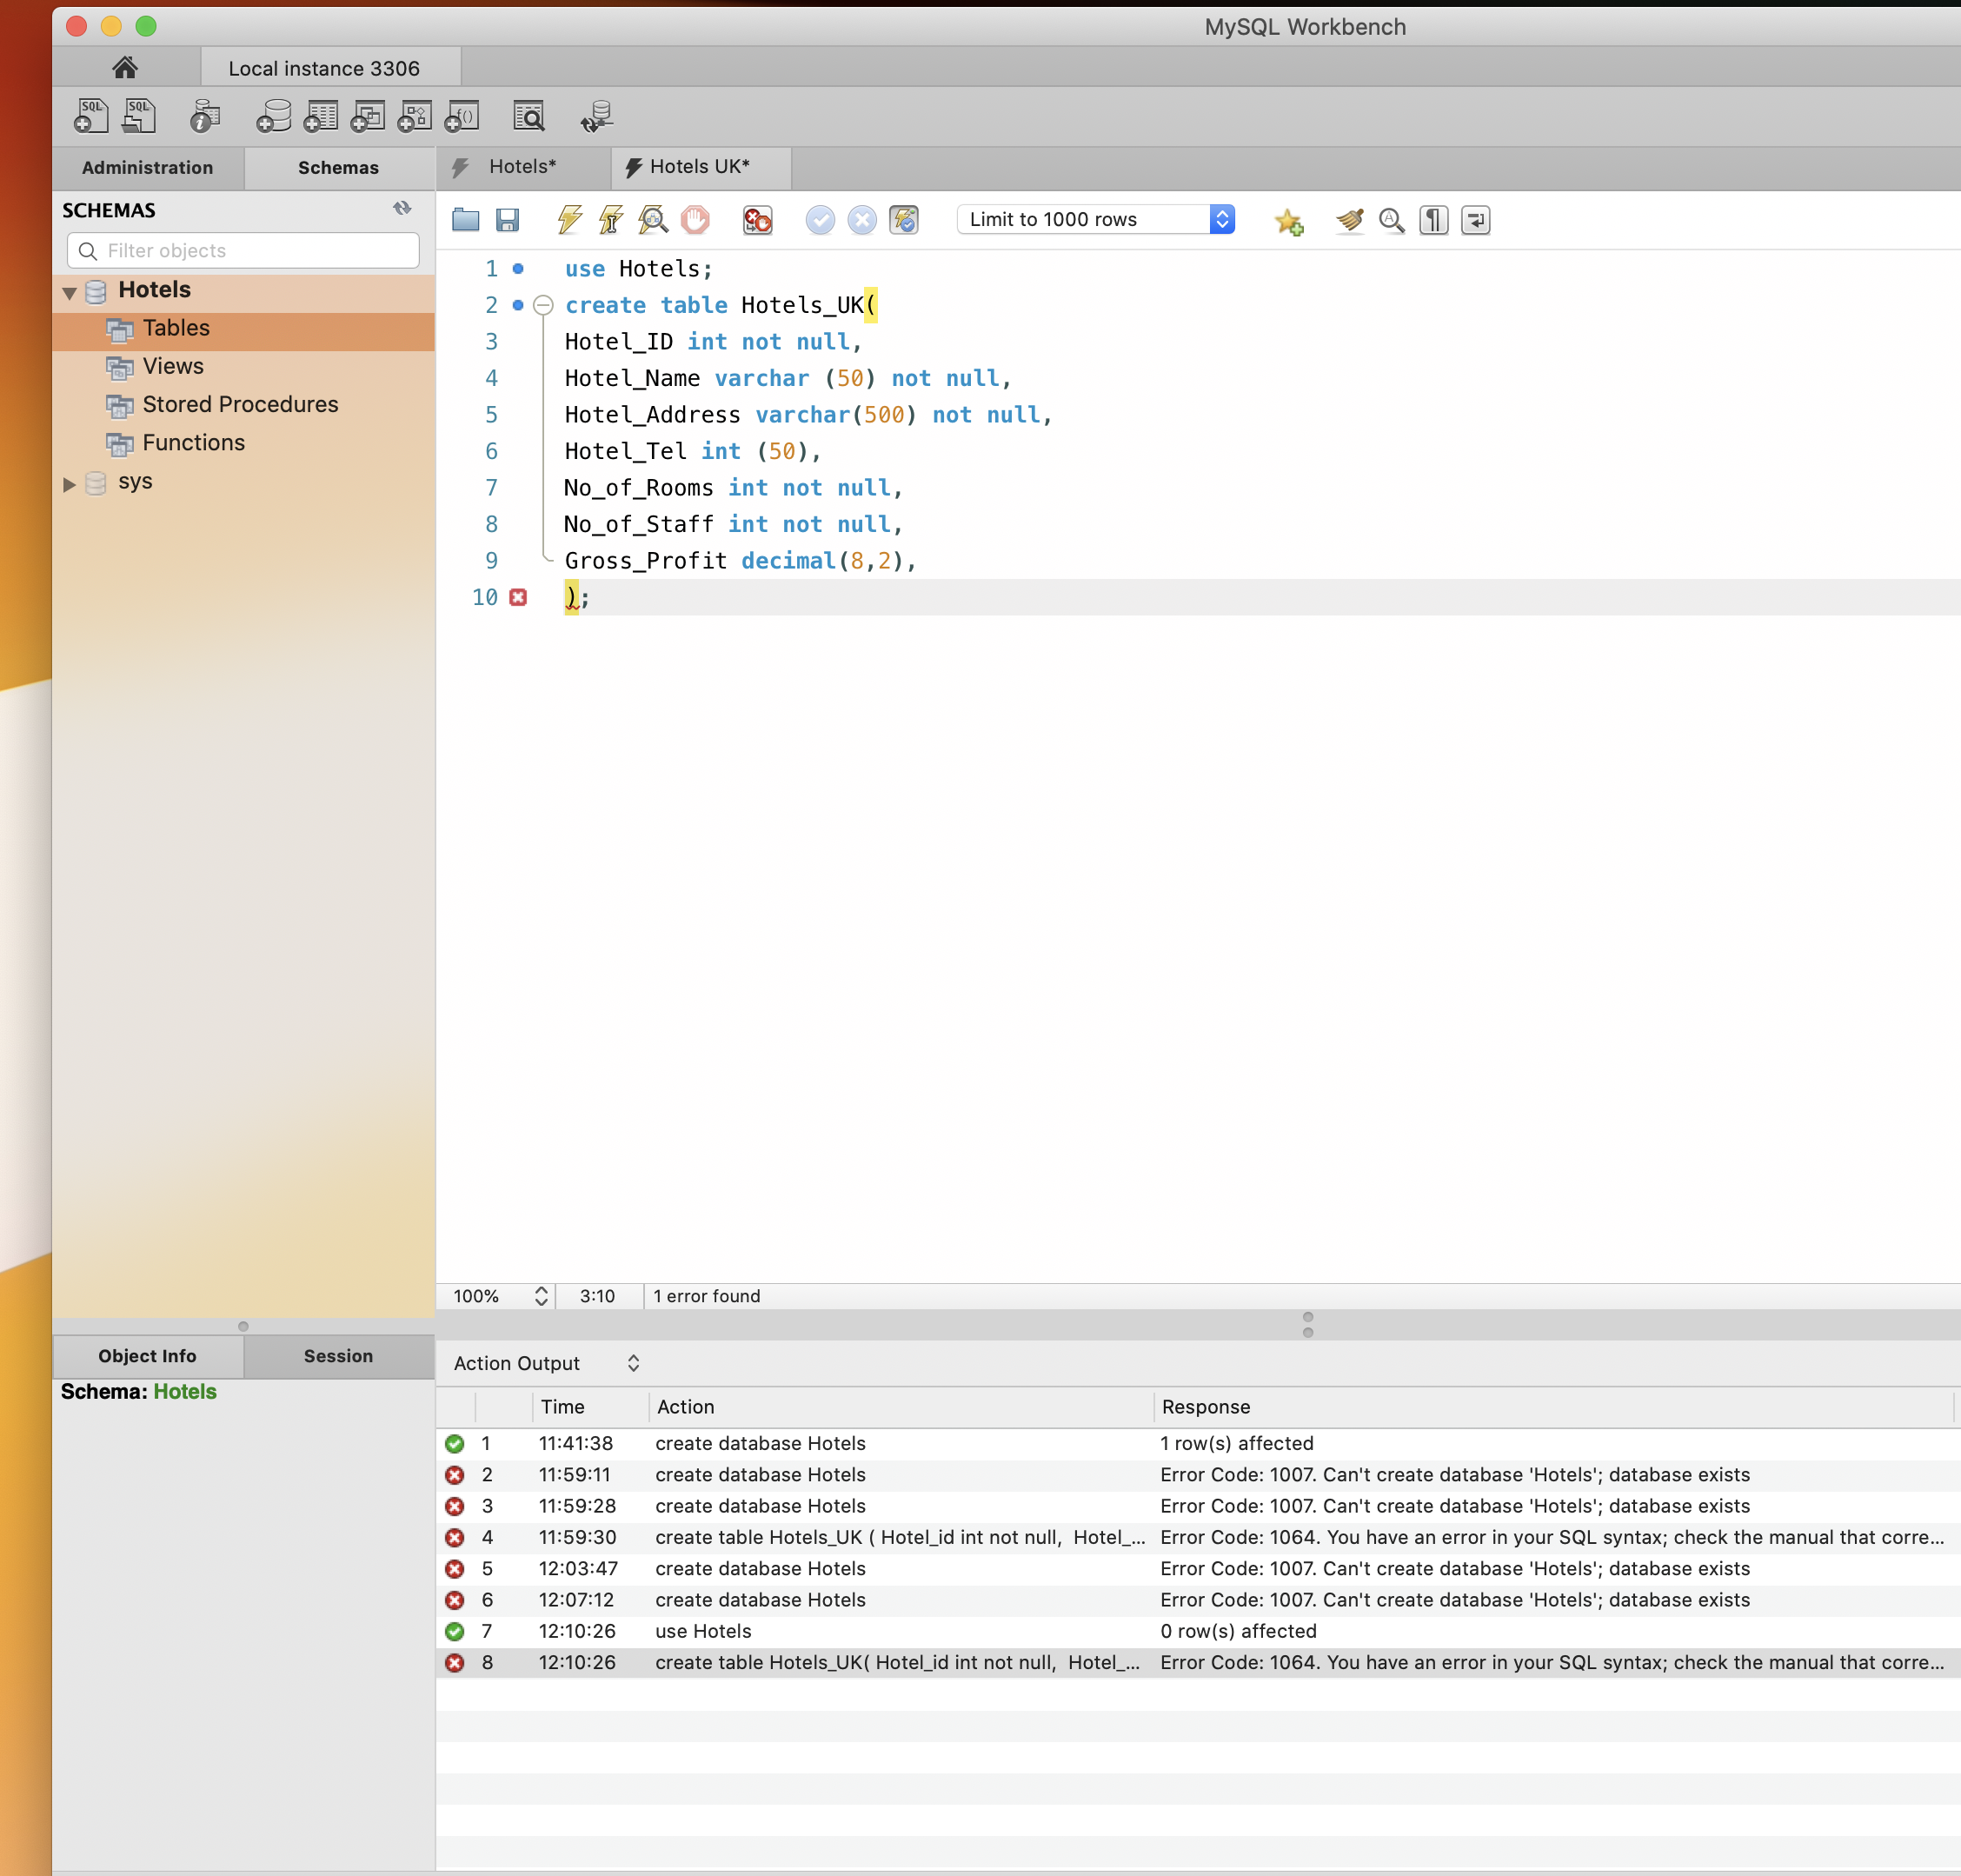 MySQL Workbench
Local instance 3306
SQL SQL
Administration Schemas
Hotels* Hotels UK*
SCHEMAS
Limit to 1000 rows
Filter objects
Hotels
Tables
Views
Stored Procedures
Functions
sys
1 use Hotels;
2 create table Hotels_UK(
3 Hotel_ID int not null,
4 Hotel_Name varchar (50) not null,
5 Hotel_Address varchar(500) not null,
6 Hotel_Tel int (50),
7 No_of_Rooms int not null,
8 No_of_Staff int not null,
9 Gross_Profit decimal(8,2),
10 );
100% 3:10 1 error found
Object Info Session
Schema: Hotels
Action Output
Time Action Response
1 11:41:38 create database Hotels 1 row(s) affected
2 11:59:11 create database Hotels Error Code: 1007. Can't create database 'Hotels'; database exists
3 11:59:28 create database Hotels Error Code: 1007. Can't create database 'Hotels'; database exists
4 11:59:30 create table Hotels_UK ( Hotel_id int not null, Hotel_... Error Code: 1064. You have an error in your SQL syntax; check the manual that corre...
5 12:03:47 create database Hotels Error Code: 1007. Can't create database 'Hotels'; database exists
6 12:07:12 create database Hotels Error Code: 1007. Can't create database 'Hotels'; database exists
7 12:10:26 use Hotels 0 row(s) affected
8 12:10:26 create table Hotels_UK( Hotel_id int not null, Hotel_... Error Code: 1064. You have an error in your SQL syntax; check the manual that corre...